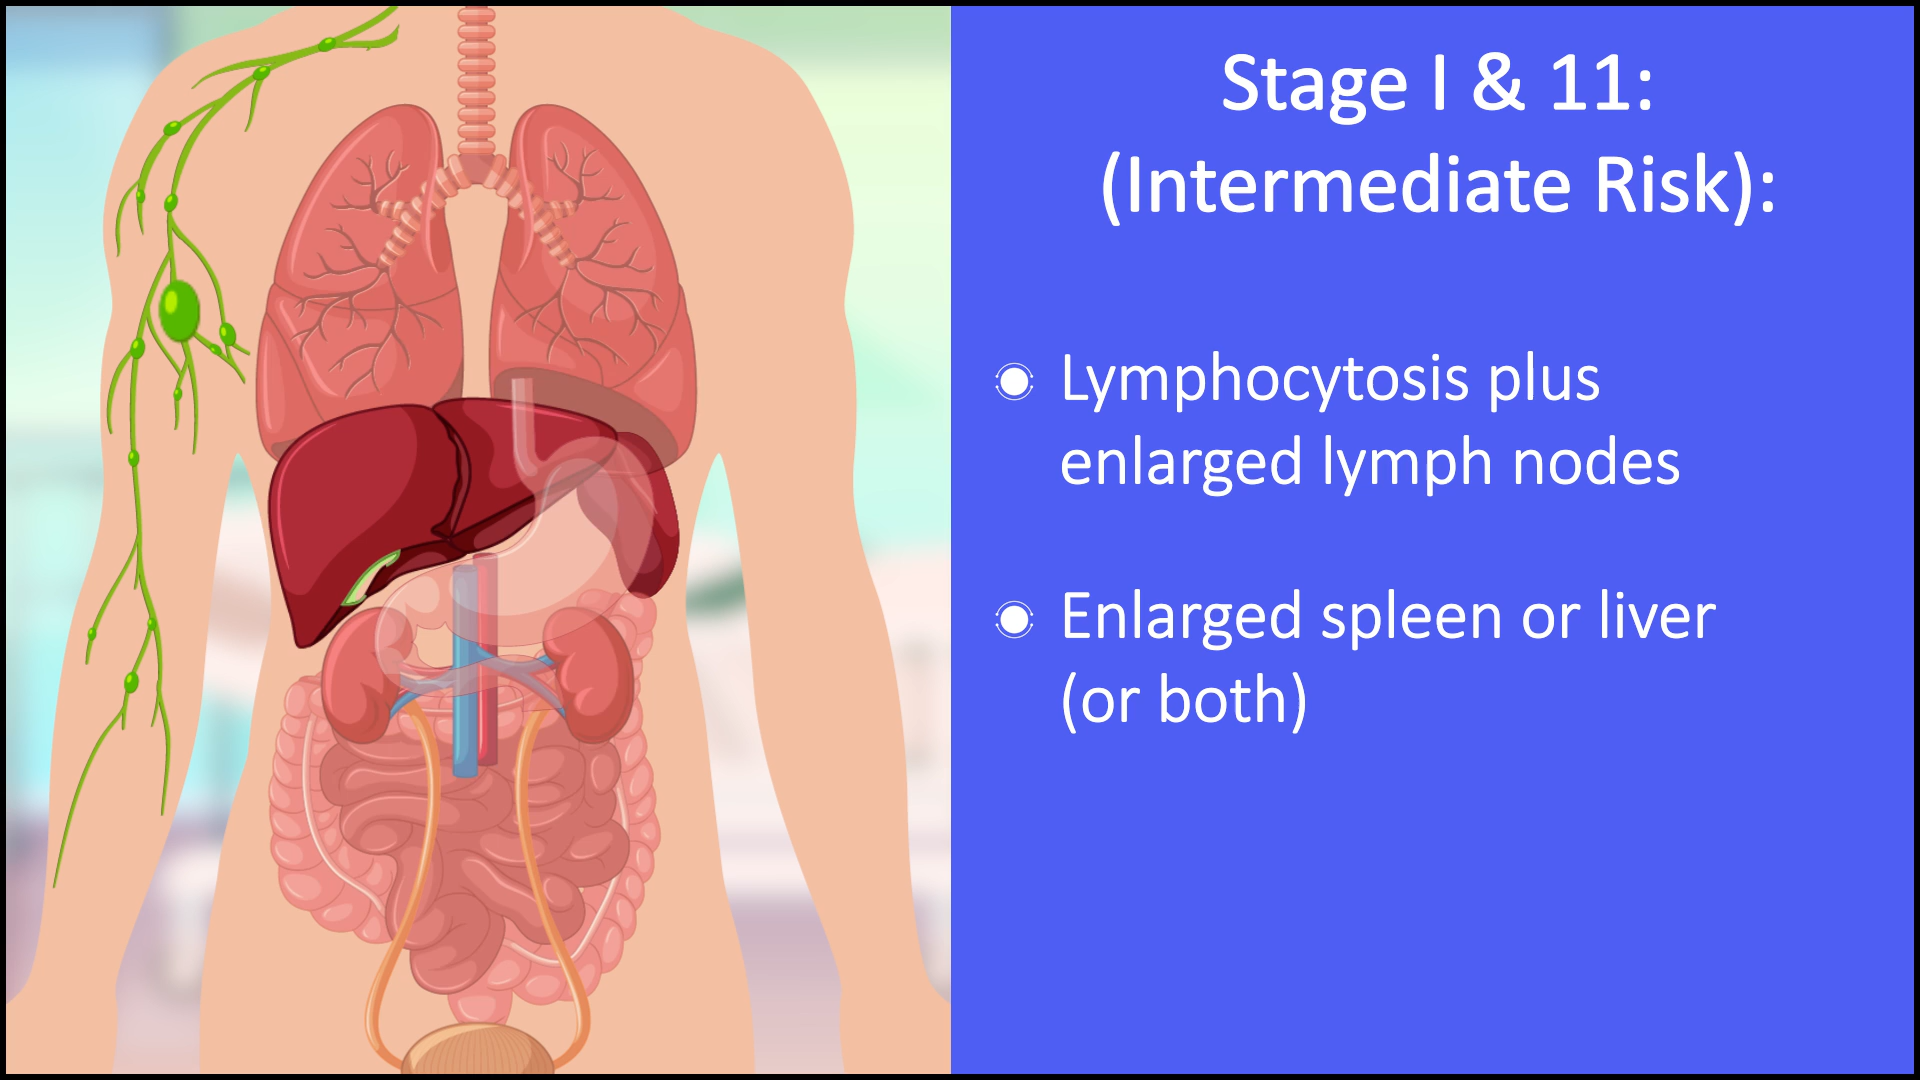 Stage I & 11:
(Intermediate Risk):
Lymphocytosis plus
enlarged lymph nodes
Enlarged spleen or liver
(or both)